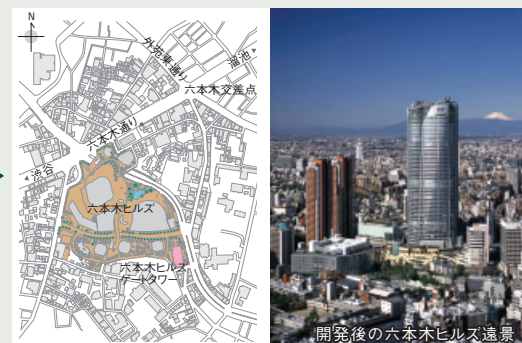 N
外苑東通り
溜池
六本木交差点
六本木通り
渋谷
六本木ヒルズ
六本木ヒルズ
ゲートタワー
開発後の六本木ヒルズ遠景